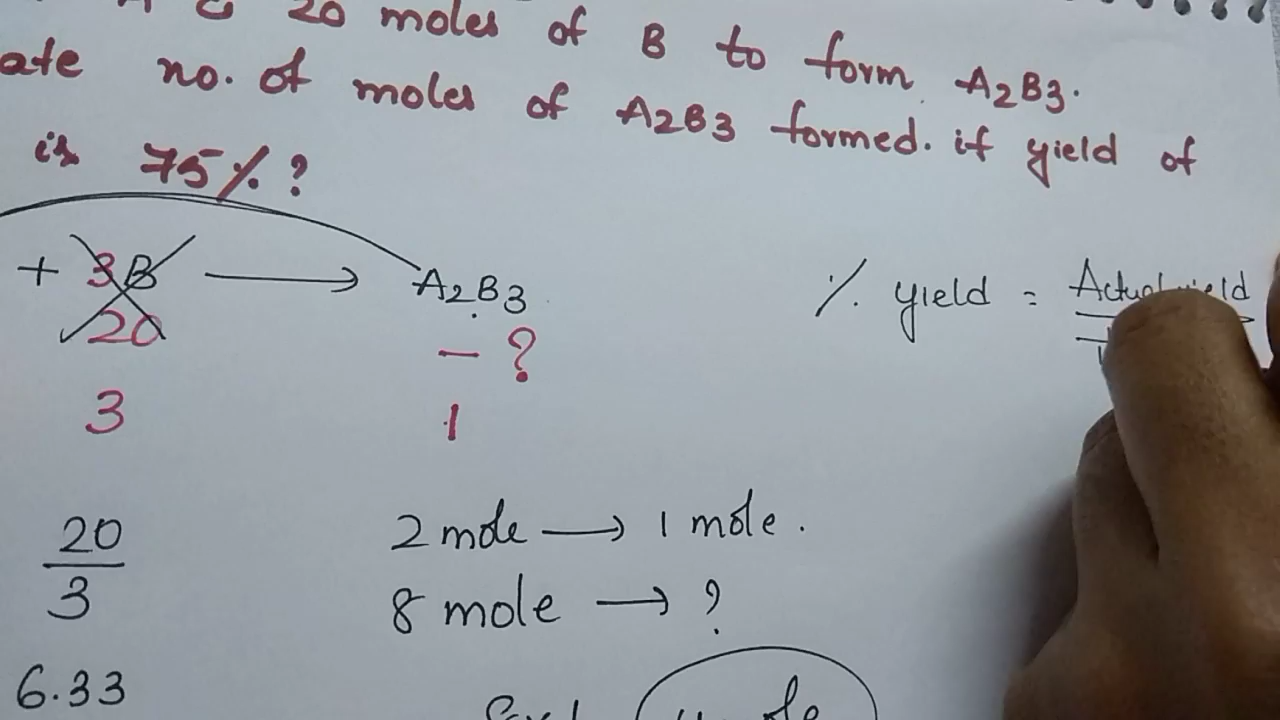 20 moles of B to form A2B3.
ate no. of moles of A2B3 formed. if yield of
is 75%?
+ 3B ⟶ A2B3 % yield = Actual yield
20 - ?
3 1
20/3 2 mole ⟶ 1 mole.
8 mole ⟶ ?
6.33